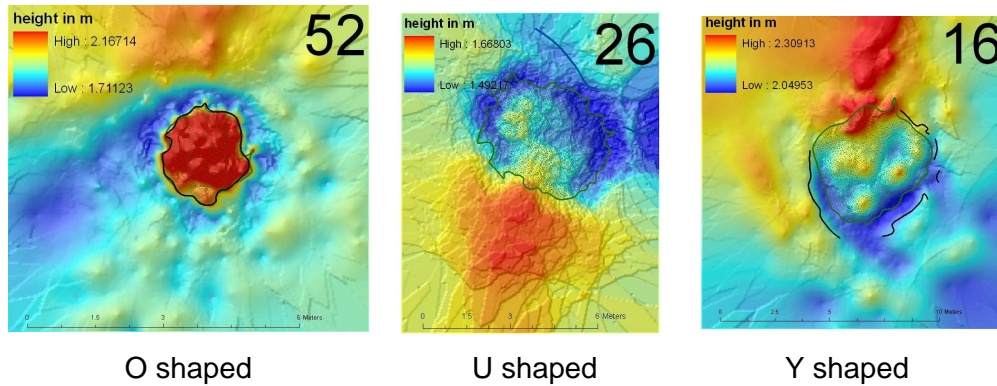 height in m
High : 2.16714
Low : 1.71123
52
0 1.5 3 6 Meters
O shaped
height in m
High : 1.66803
Low : 1.49217
26
0 1.5 3 6 Meters
U shaped
height in m
High : 2.30913
Low : 2.04953
16
0 2.5 5 10 Meters
Y shaped